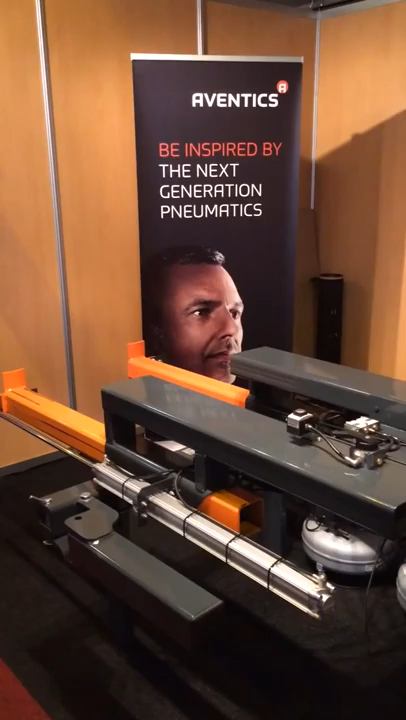 AVENTICS A
BE INSPIRED BY
THE NEXT
GENERATION
PNEUMATICS